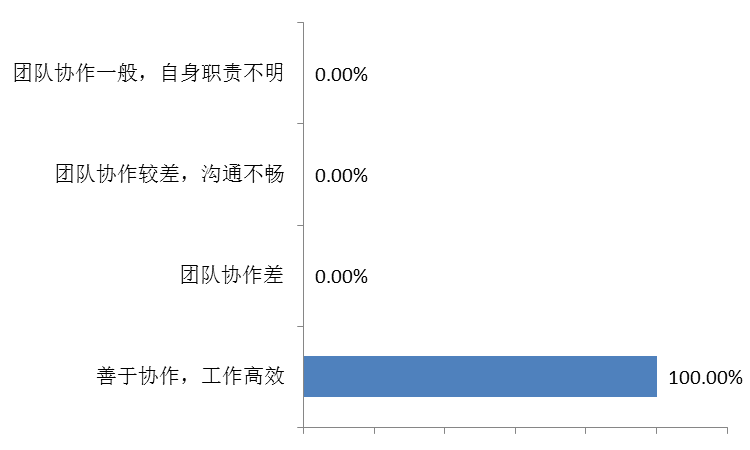 团队协作一般，自身职责不明 0.00%
团队协作较差，沟通不畅 0.00%
团队协作差 0.00%
善于协作，工作高效 100.00%